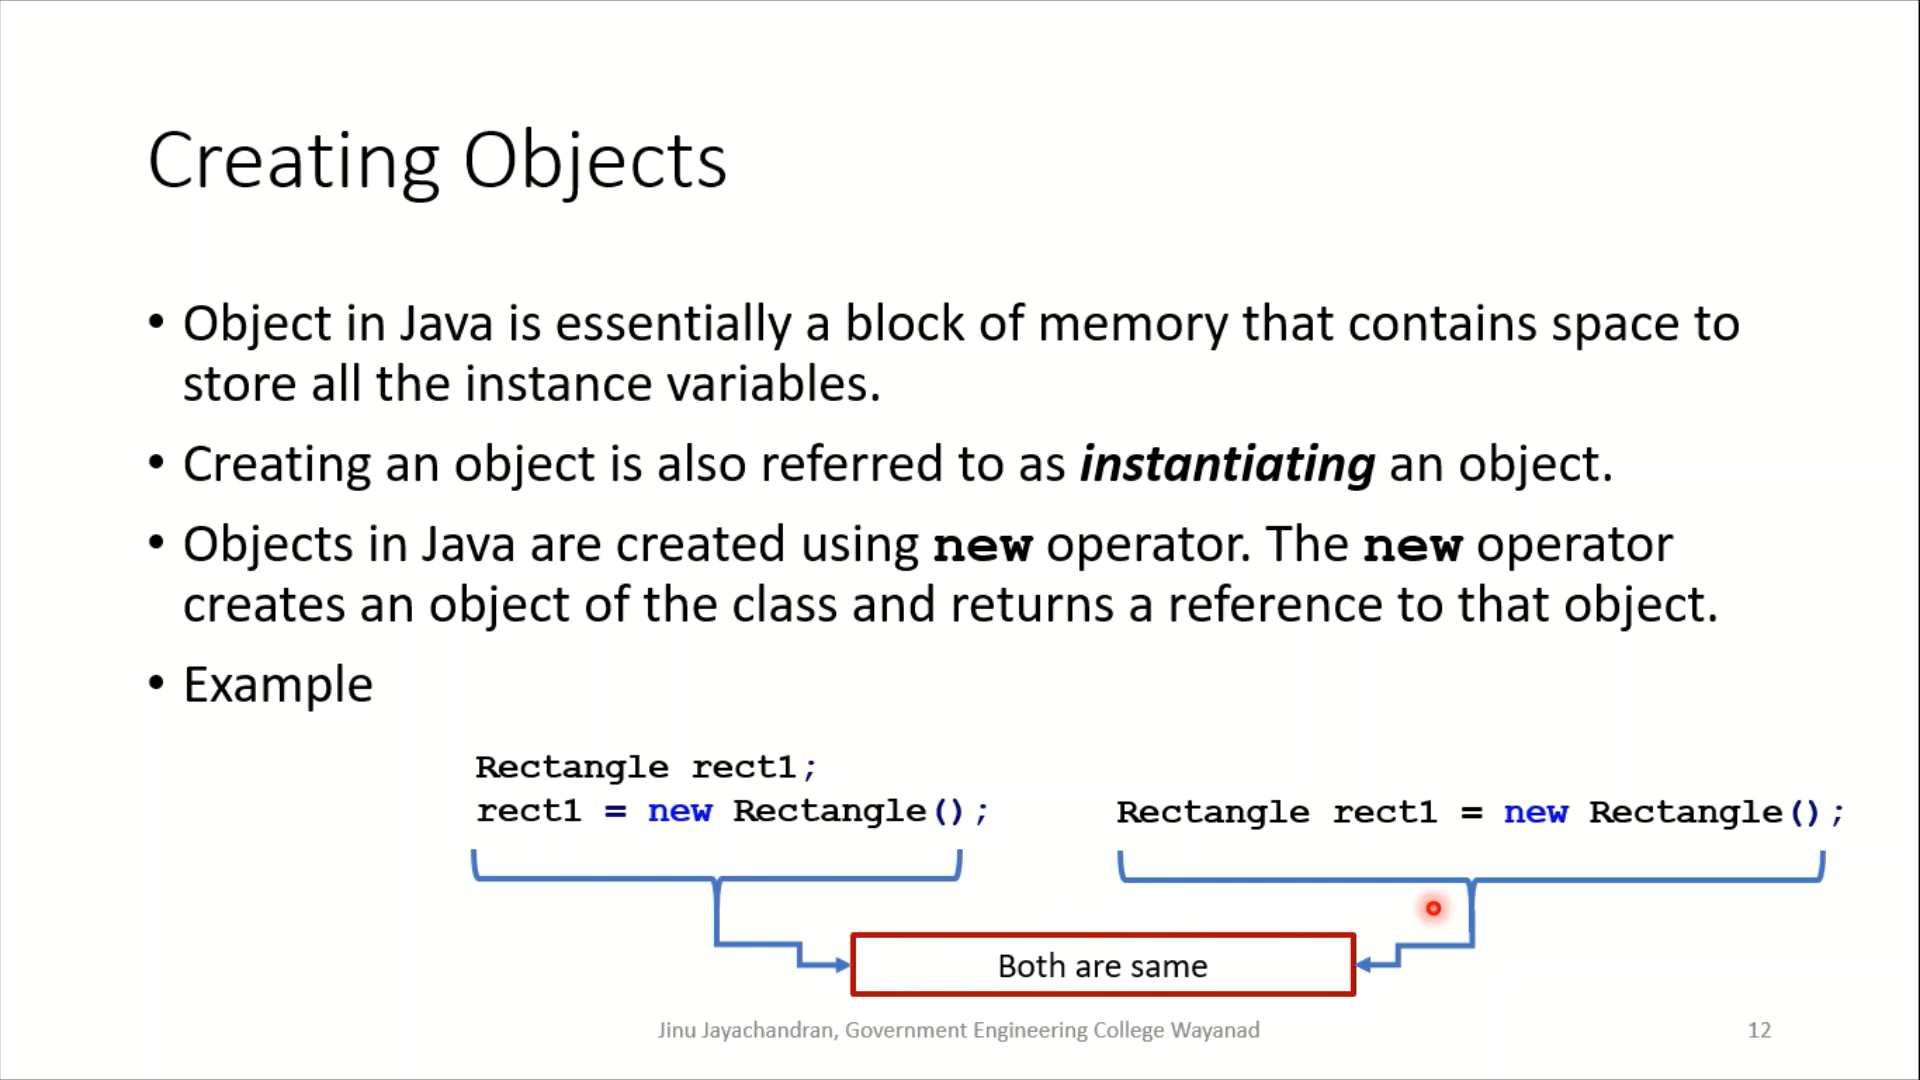 Creating Objects
• Object in Java is essentially a block of memory that contains space to
store all the instance variables.
• Creating an object is also referred to as instantiating an object.
• Objects in Java are created using new operator. The new operator
creates an object of the class and returns a reference to that object.
• Example
Rectangle rect1;
rect1 = new Rectangle();
Rectangle rect1 = new Rectangle();
Both are same
Jinu Jayachandran, Government Engineering College Wayanad
12